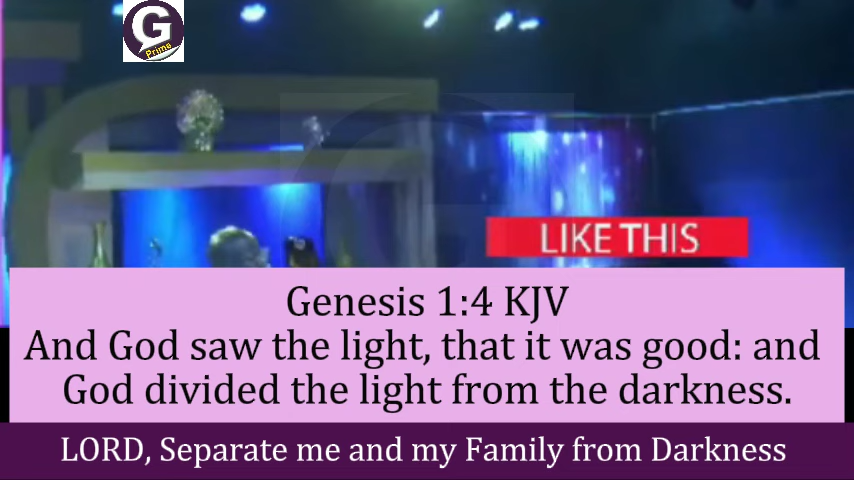 G
Prime
LIKE THIS
Genesis 1:4 KJV
And God saw the light, that it was good: and
God divided the light from the darkness.
LORD, Separate me and my Family from Darkness